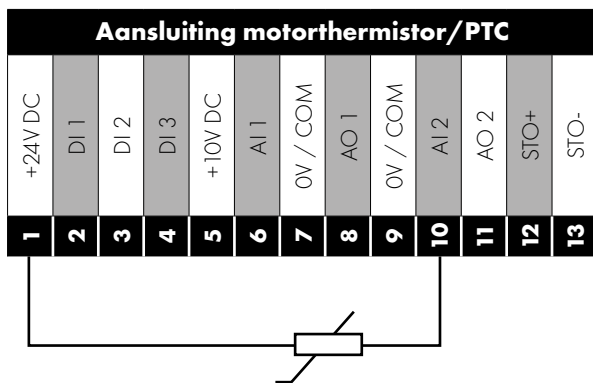 Aansluiting motorthermistor/PTC
+24V DC
DI 1
DI 2
DI 3
+10V DC
AI 1
0V / COM
AO 1
0V / COM
AI 2
AO 2
STO+
STO-
1
2
3
4
5
6
7
8
9
10
11
12
13